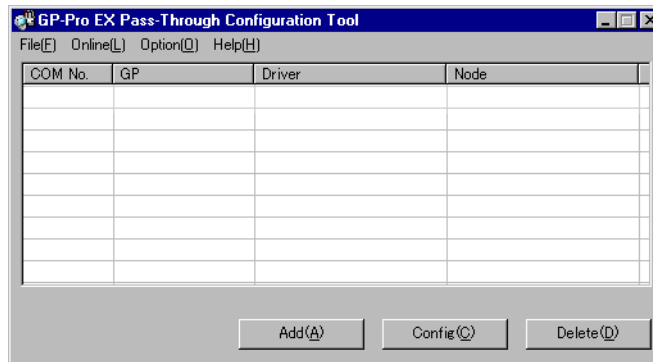 GP-Pro EX Pass-Through Configuration Tool
File(F) Online(L) Option(O) Help(H)
COM No. GP Driver Node
Add(A) Config(C) Delete(D)